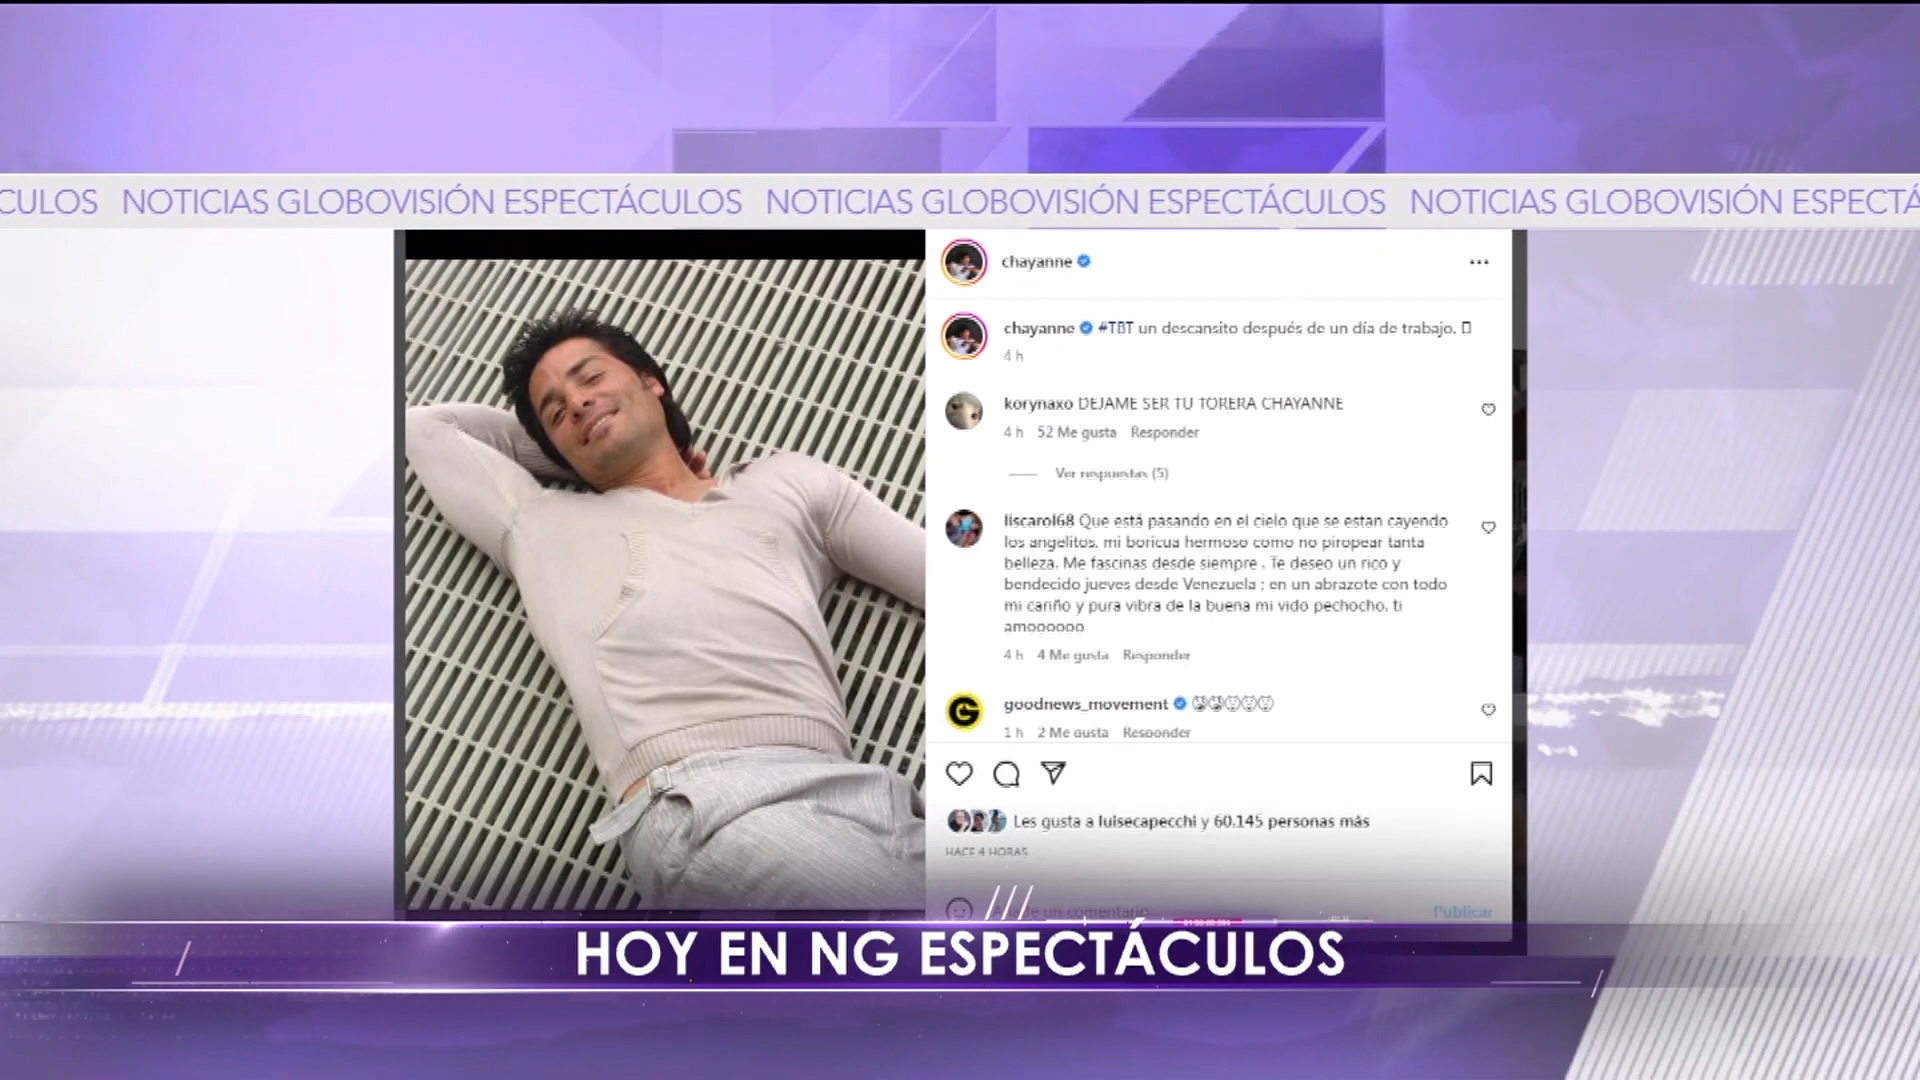 CULOS NOTICIAS GLOBOVISIÓN ESPECTÁCULOS NOTICIAS GLOBOVISIÓN ESPECTÁCULOS NOTICIAS GLOBOVISIÓN ESPECTÁ
chayanne
chayanne #TBT un descansito después de un día de trabajo.
4 h
korynaxo DEJAME SER TU TORERA CHAYANNE
4 h 52 Me gusta Responder
Ver respuestas (5)
liscarol68 Que está pasando en el cielo que se estan cayendo
los angelitos. mi boricua hermoso como no piropear tanta
belleza. Me fascinas desde siempre . Te deseo un rico y
bendecido jueves desde Venezuela ; en un abrazote con todo
mi cariño y pura vibra de la buena mi vido pechocho. ti
amoooooo
4 h 4 Me gusta Responder
goodnews_movement
1 h 2 Me gusta Responder
Les gusta a luisecapecchi y 60.145 personas más
HACE 4 HORAS
Añade un comentario...
Publicar
HOY EN NG ESPECTÁCULOS